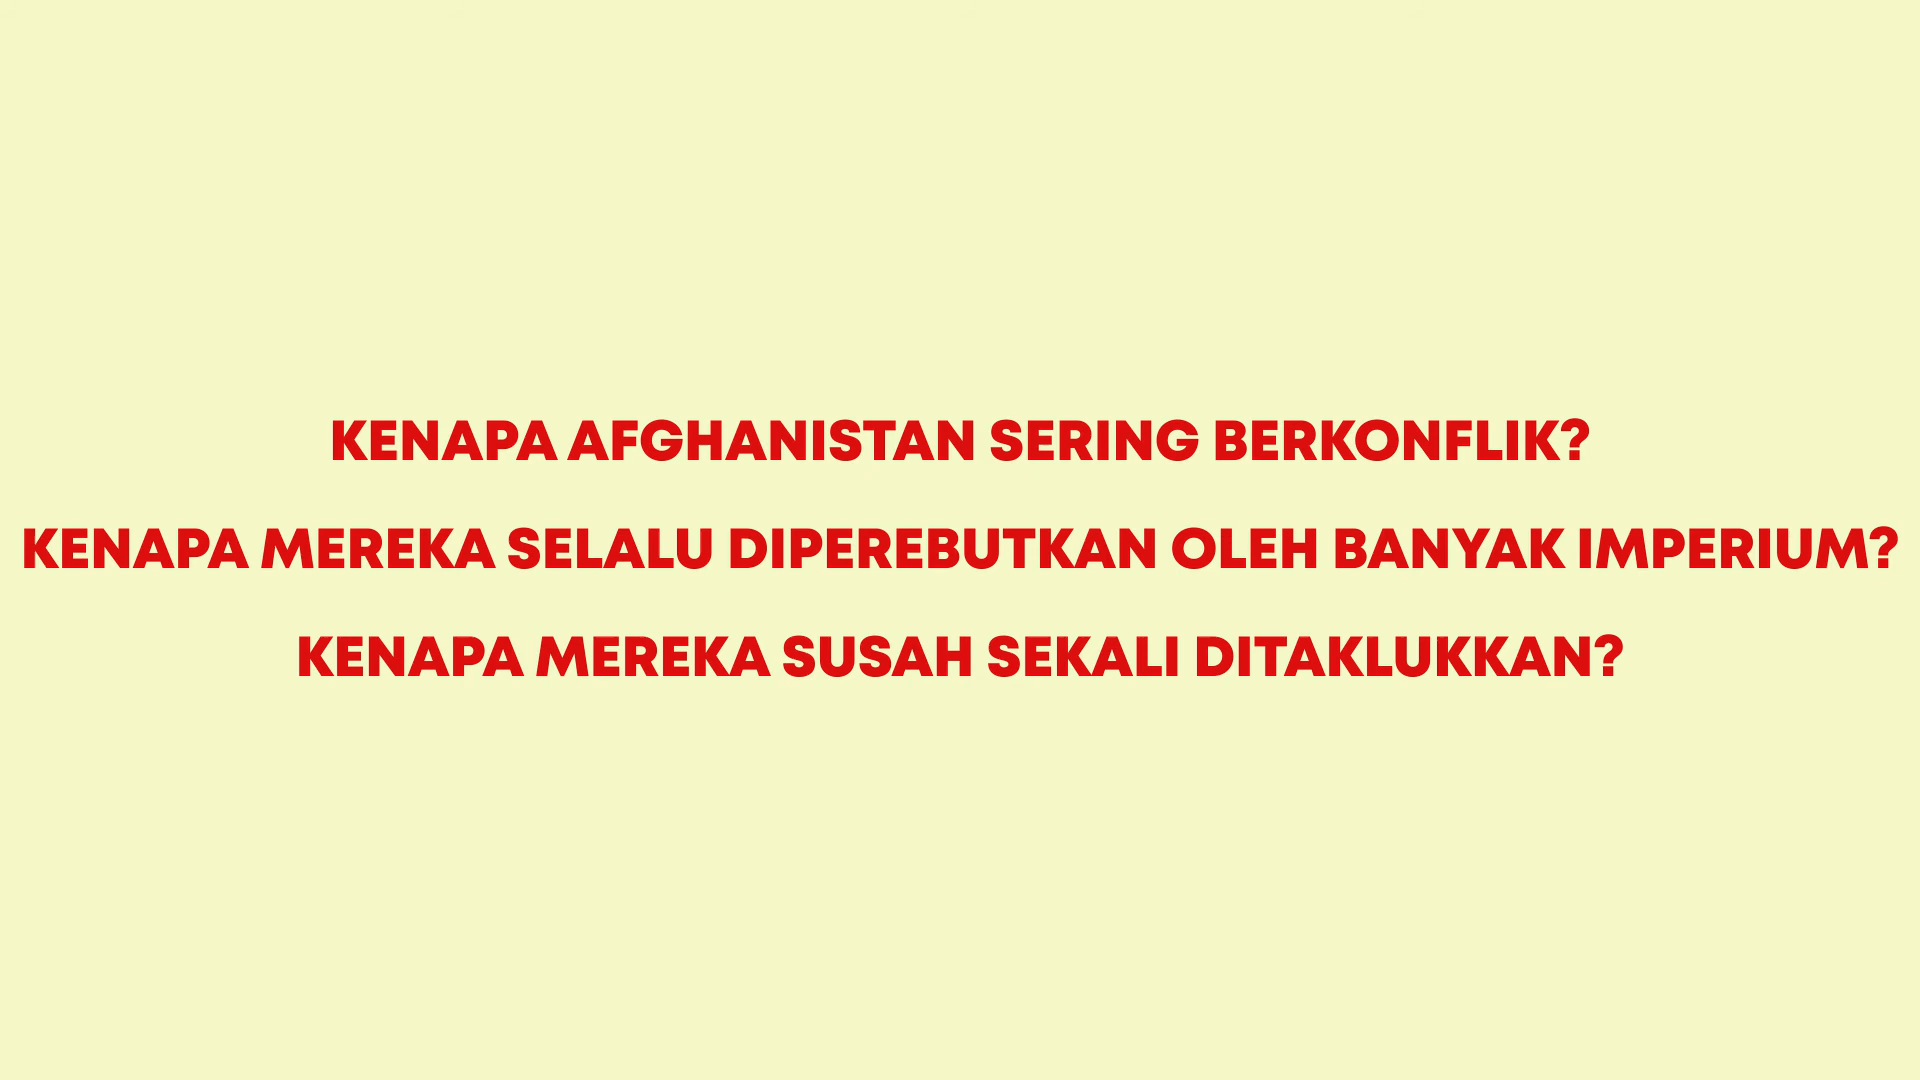 KENAPA AFGHANISTAN SERING BERKONFLIK?
KENAPA MEREKA SELALU DIPEREBUTKAN OLEH BANYAK IMPERIUM?
KENAPA MEREKA SUSAH SEKALI DITAKLUKKAN?